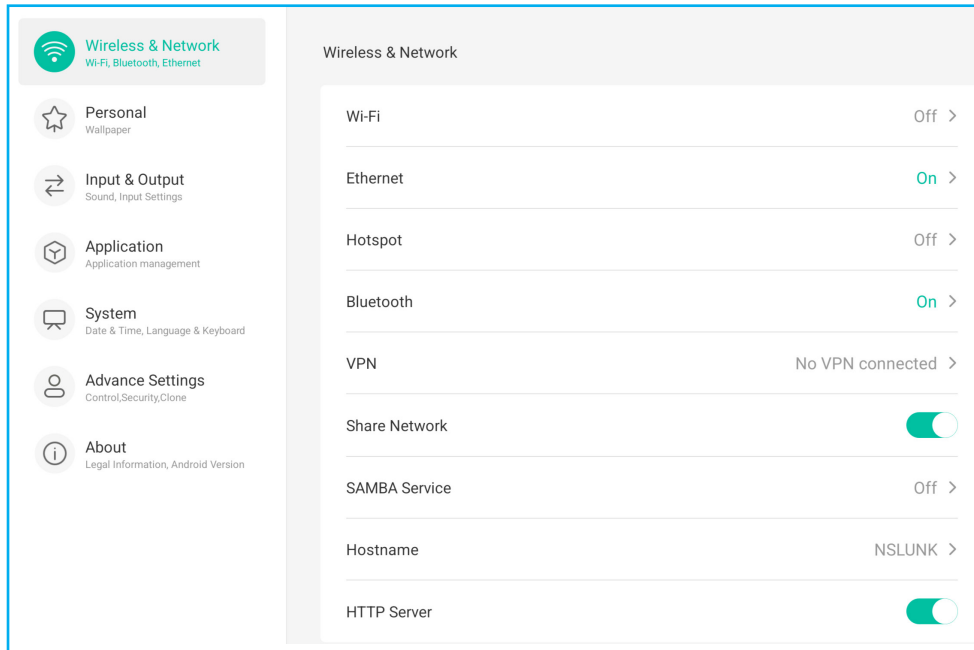 Wireless & Network
Wi-Fi, Bluetooth, Ethernet
Personal
Wallpaper
Input & Output
Sound, Input Settings
Application
Application management
System
Date & Time, Language & Keyboard
Advance Settings
Control,Security,Clone
About
Legal Information, Android Version
Wireless & Network
Wi-Fi Off
Ethernet On
Hotspot Off
Bluetooth On
VPN No VPN connected
Share Network
SAMBA Service Off
Hostname NSLUNK
HTTP Server